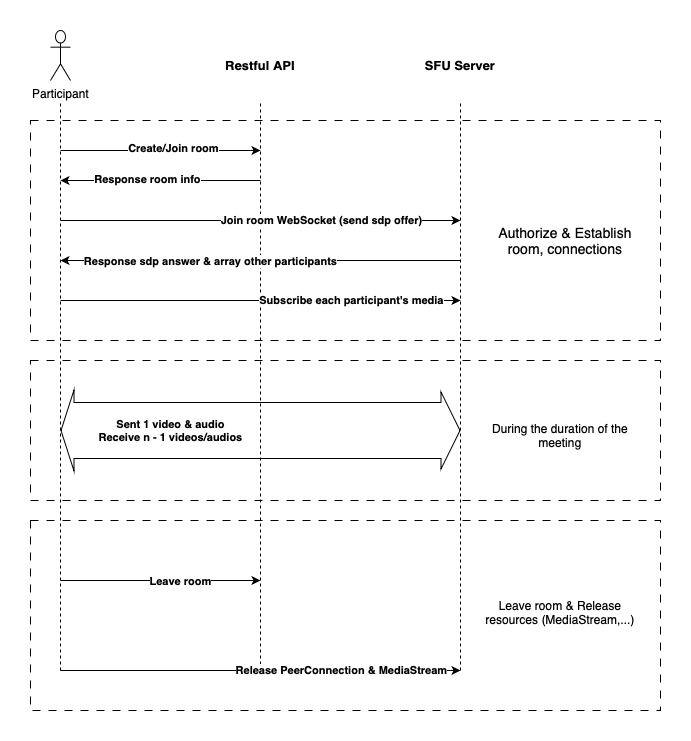 Restful API
SFU Server
Participant
Create/Join room
Response room info
Join room WebSocket (send sdp offer)
Response sdp answer & array other participants
Subscribe each participant's media
Authorize & Establish
room, connections
Sent 1 video & audio
Receive n - 1 videos/audios
During the duration of the
meeting
Leave room
Leave room & Release
resources (MediaStream,...)
Release PeerConnection & MediaStream